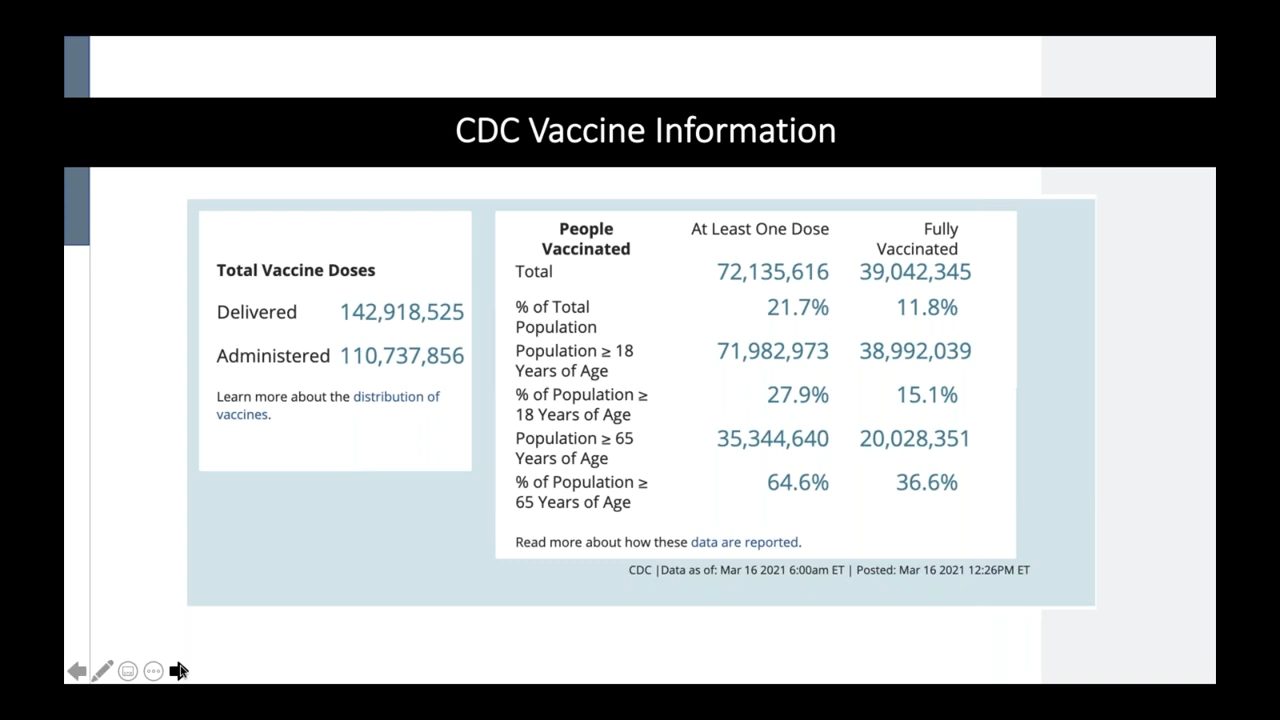 CDC Vaccine Information
Total Vaccine Doses
Delivered 142,918,525
Administered 110,737,856
Learn more about the distribution of
vaccines.
People At Least One Dose Fully
Vaccinated Vaccinated
Total 72,135,616 39,042,345
% of Total 21.7% 11.8%
Population
Population ≥ 18 71,982,973 38,992,039
Years of Age
% of Population ≥ 27.9% 15.1%
18 Years of Age
Population ≥ 65 35,344,640 20,028,351
Years of Age
% of Population ≥ 64.6% 36.6%
65 Years of Age
Read more about how these data are reported.
CDC |Data as of: Mar 16 2021 6:00am ET | Posted: Mar 16 2021 12:26PM ET